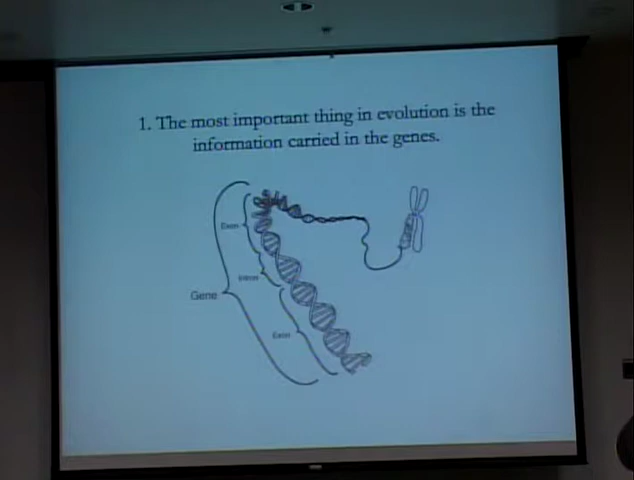 1. The most important thing in evolution is the
information carried in the genes.
Exon
Intron
Gene
Exon